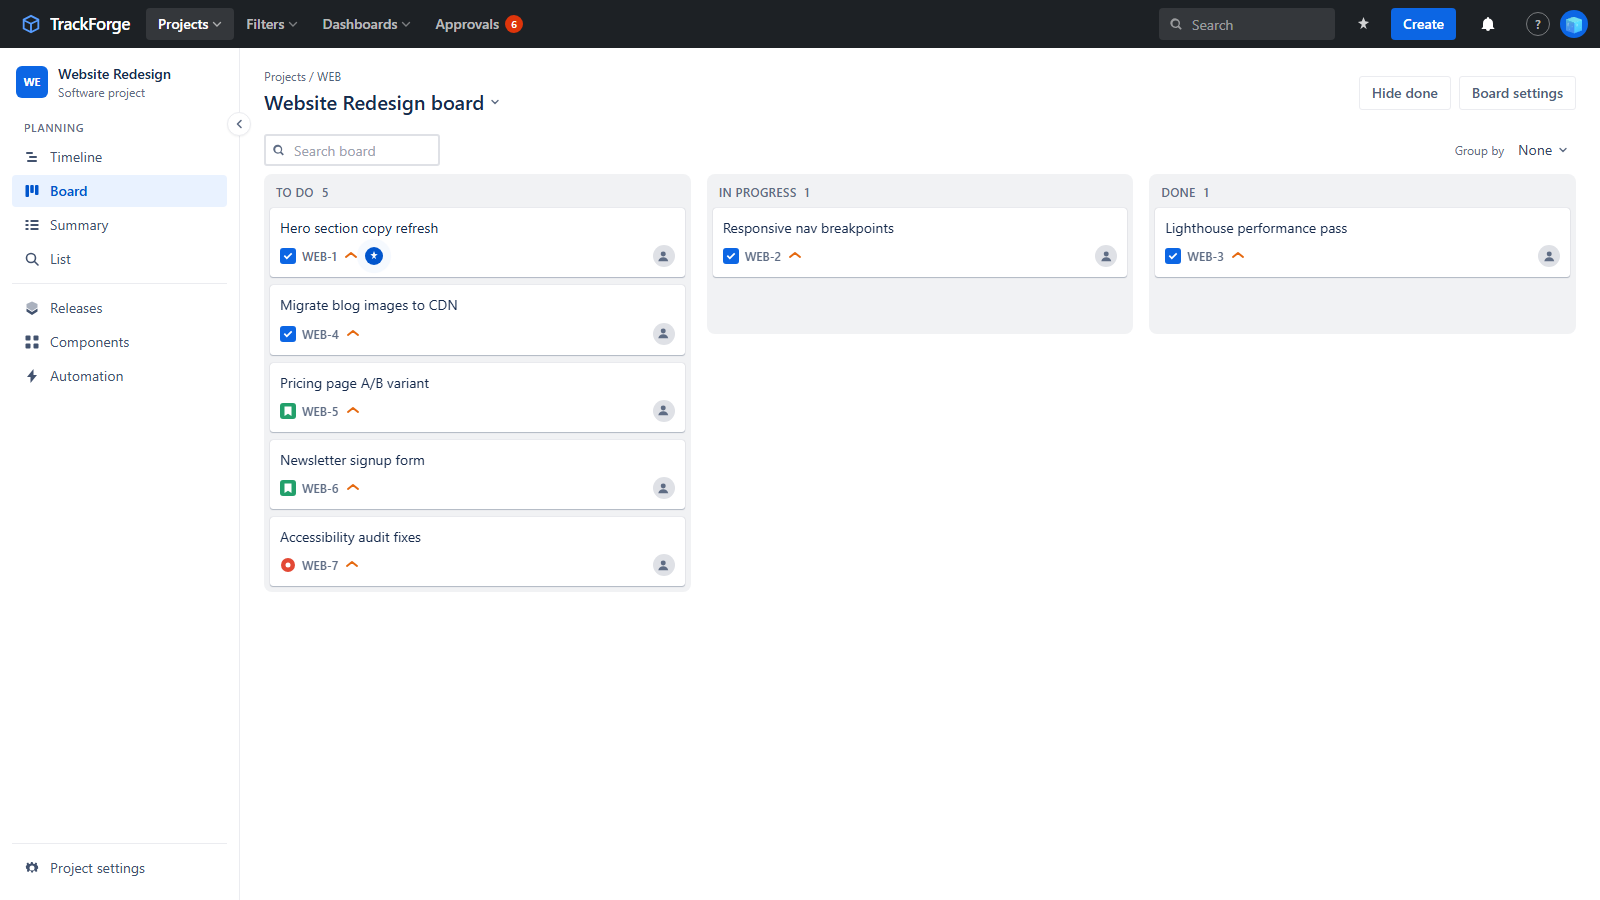 TrackForge
Projects
Filters
Dashboards
Approvals 6
Search
Create
?
WE
Website Redesign
Software project
PLANNING
Timeline
Board
Summary
List
Releases
Components
Automation
Project settings
Projects / WEB
Website Redesign board
Hide done
Board settings
Search board
Group by None
TO DO 5
Hero section copy refresh
WEB-1
Migrate blog images to CDN
WEB-4
Pricing page A/B variant
WEB-5
Newsletter signup form
WEB-6
Accessibility audit fixes
WEB-7
IN PROGRESS 1
Responsive nav breakpoints
WEB-2
DONE 1
Lighthouse performance pass
WEB-3